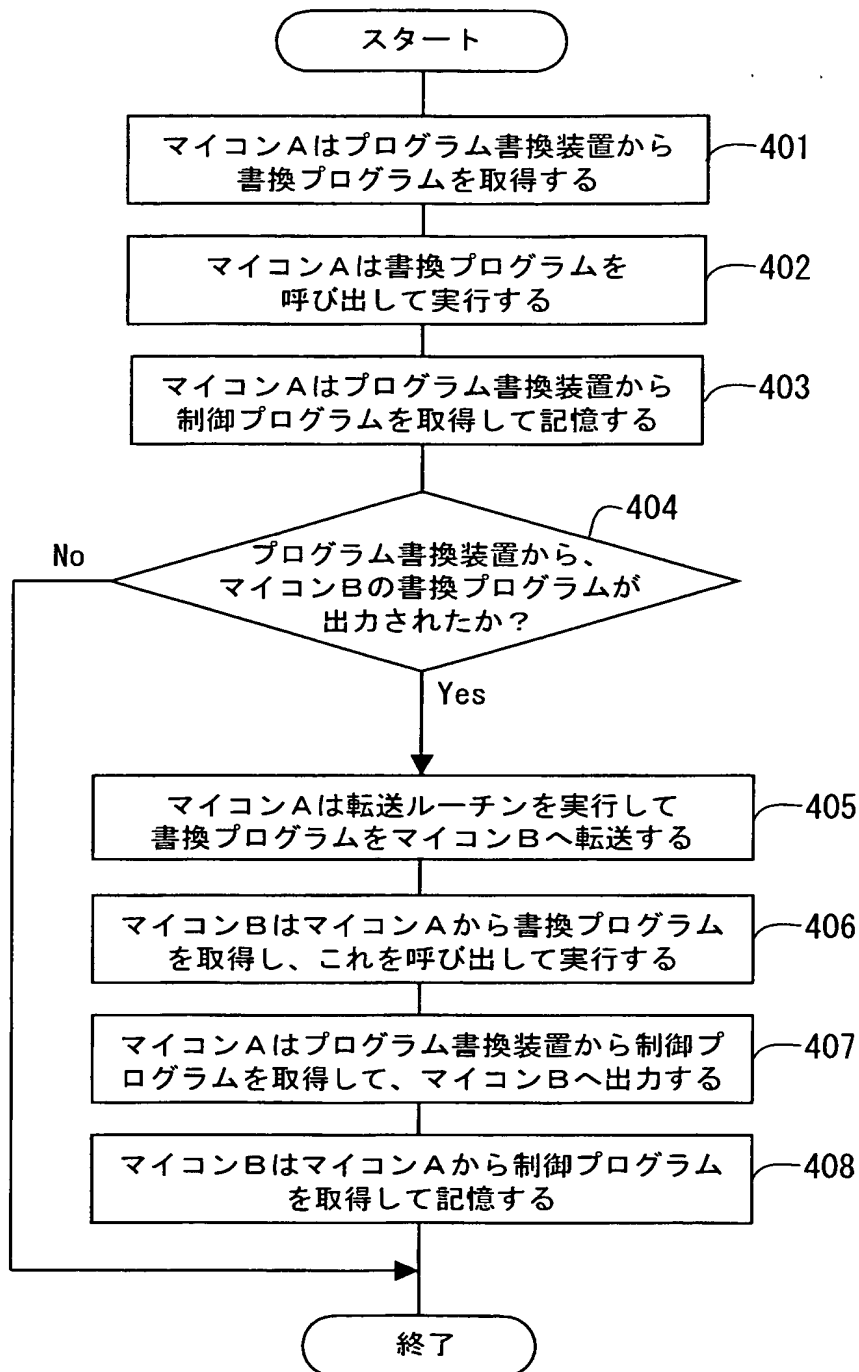 スタート
マイコンAはプログラム書換装置から
書換プログラムを取得する
401
マイコンAは書換プログラムを
呼び出して実行する
402
マイコンAはプログラム書換装置から
制御プログラムを取得して記憶する
403
404
プログラム書換装置から、
マイコンBの書換プログラムが
出力されたか？
No
Yes
マイコンAは転送ルーチンを実行して
書換プログラムをマイコンBへ転送する
405
マイコンBはマイコンAから書換プログラム
を取得し、これを呼び出して実行する
406
マイコンAはプログラム書換装置から制御プ
ログラムを取得して、マイコンBへ出力する
407
マイコンBはマイコンAから制御プログラム
を取得して記憶する
408
終了